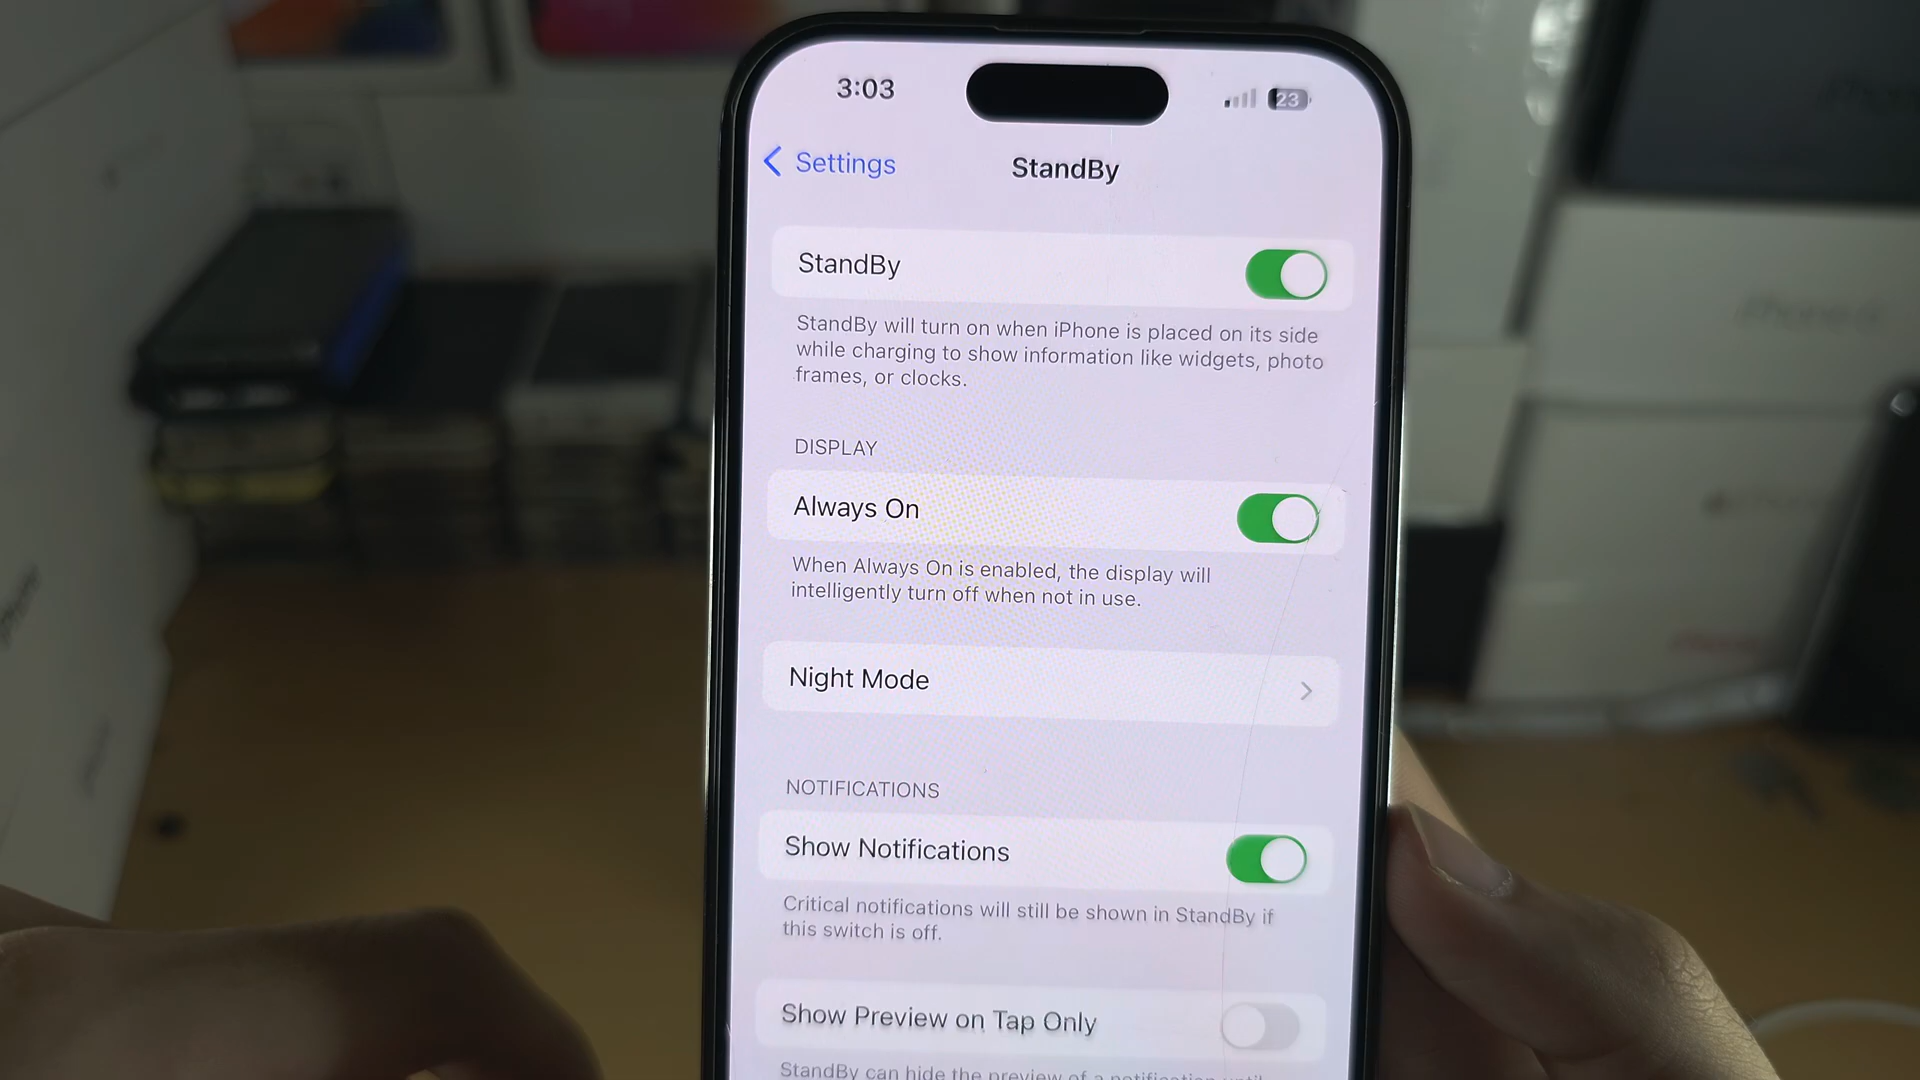 3:03
23
Settings
StandBy
StandBy
StandBy will turn on when iPhone is placed on its side
while charging to show information like widgets, photo
frames, or clocks.
DISPLAY
Always On
When Always On is enabled, the display will
intelligently turn off when not in use.
Night Mode
NOTIFICATIONS
Show Notifications
Critical notifications will still be shown in StandBy if
this switch is off.
Show Preview on Tap Only
StandBy can hide the preview of a notification until